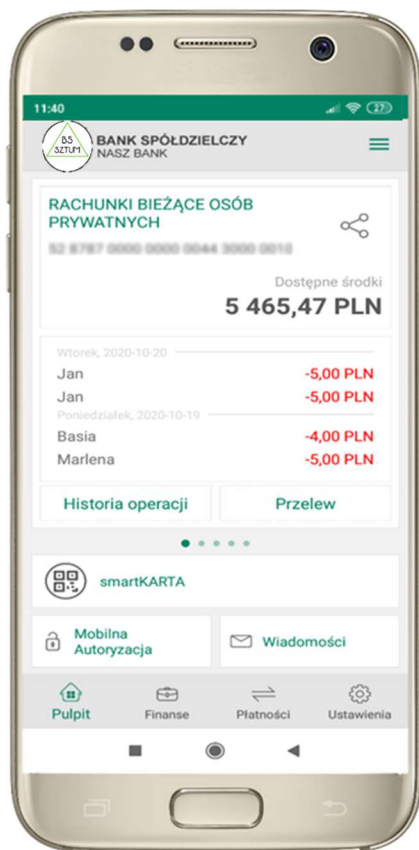 11:40
27
BS
SZTUM
BANK SPÓŁDZIELCZY
NASZ BANK
RACHUNKI BIEŻĄCE OSÓB
PRYWATNYCH
Dostępne środki
5 465,47 PLN
Wtorek, 2020-10-20
Jan -5,00 PLN
Jan -5,00 PLN
Poniedziałek, 2020-10-19
Basia -4,00 PLN
Marlena -5,00 PLN
Historia operacji Przelew
smartKARTA
Mobilna
Autoryzacja
Wiadomości
Pulpit Finanse Płatności Ustawienia